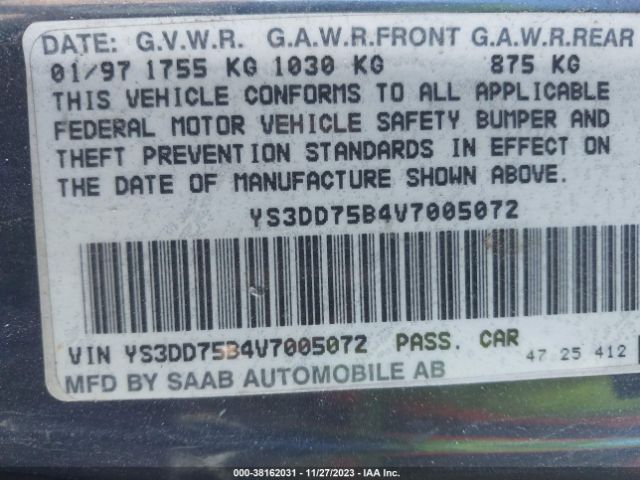 DATE: G.V.W.R. G.A.W.R.FRONT G.A.W.R.REAR
01/97 1755 KG 1030 KG 875 KG
THIS VEHICLE CONFORMS TO ALL APPLICABLE
FEDERAL MOTOR VEHICLE SAFETY BUMPER AND
THEFT PREVENTION STANDARDS IN EFFECT ON
THE DATE OF MANUFACTURE SHOWN ABOVE.
YS3DD75B4V7005072
VIN YS3DD75B4V7005072 PASS. CAR
47 25 412
MFD BY SAAB AUTOMOBILE AB
000-38162031 - 11/27/2023 - IAA Inc.